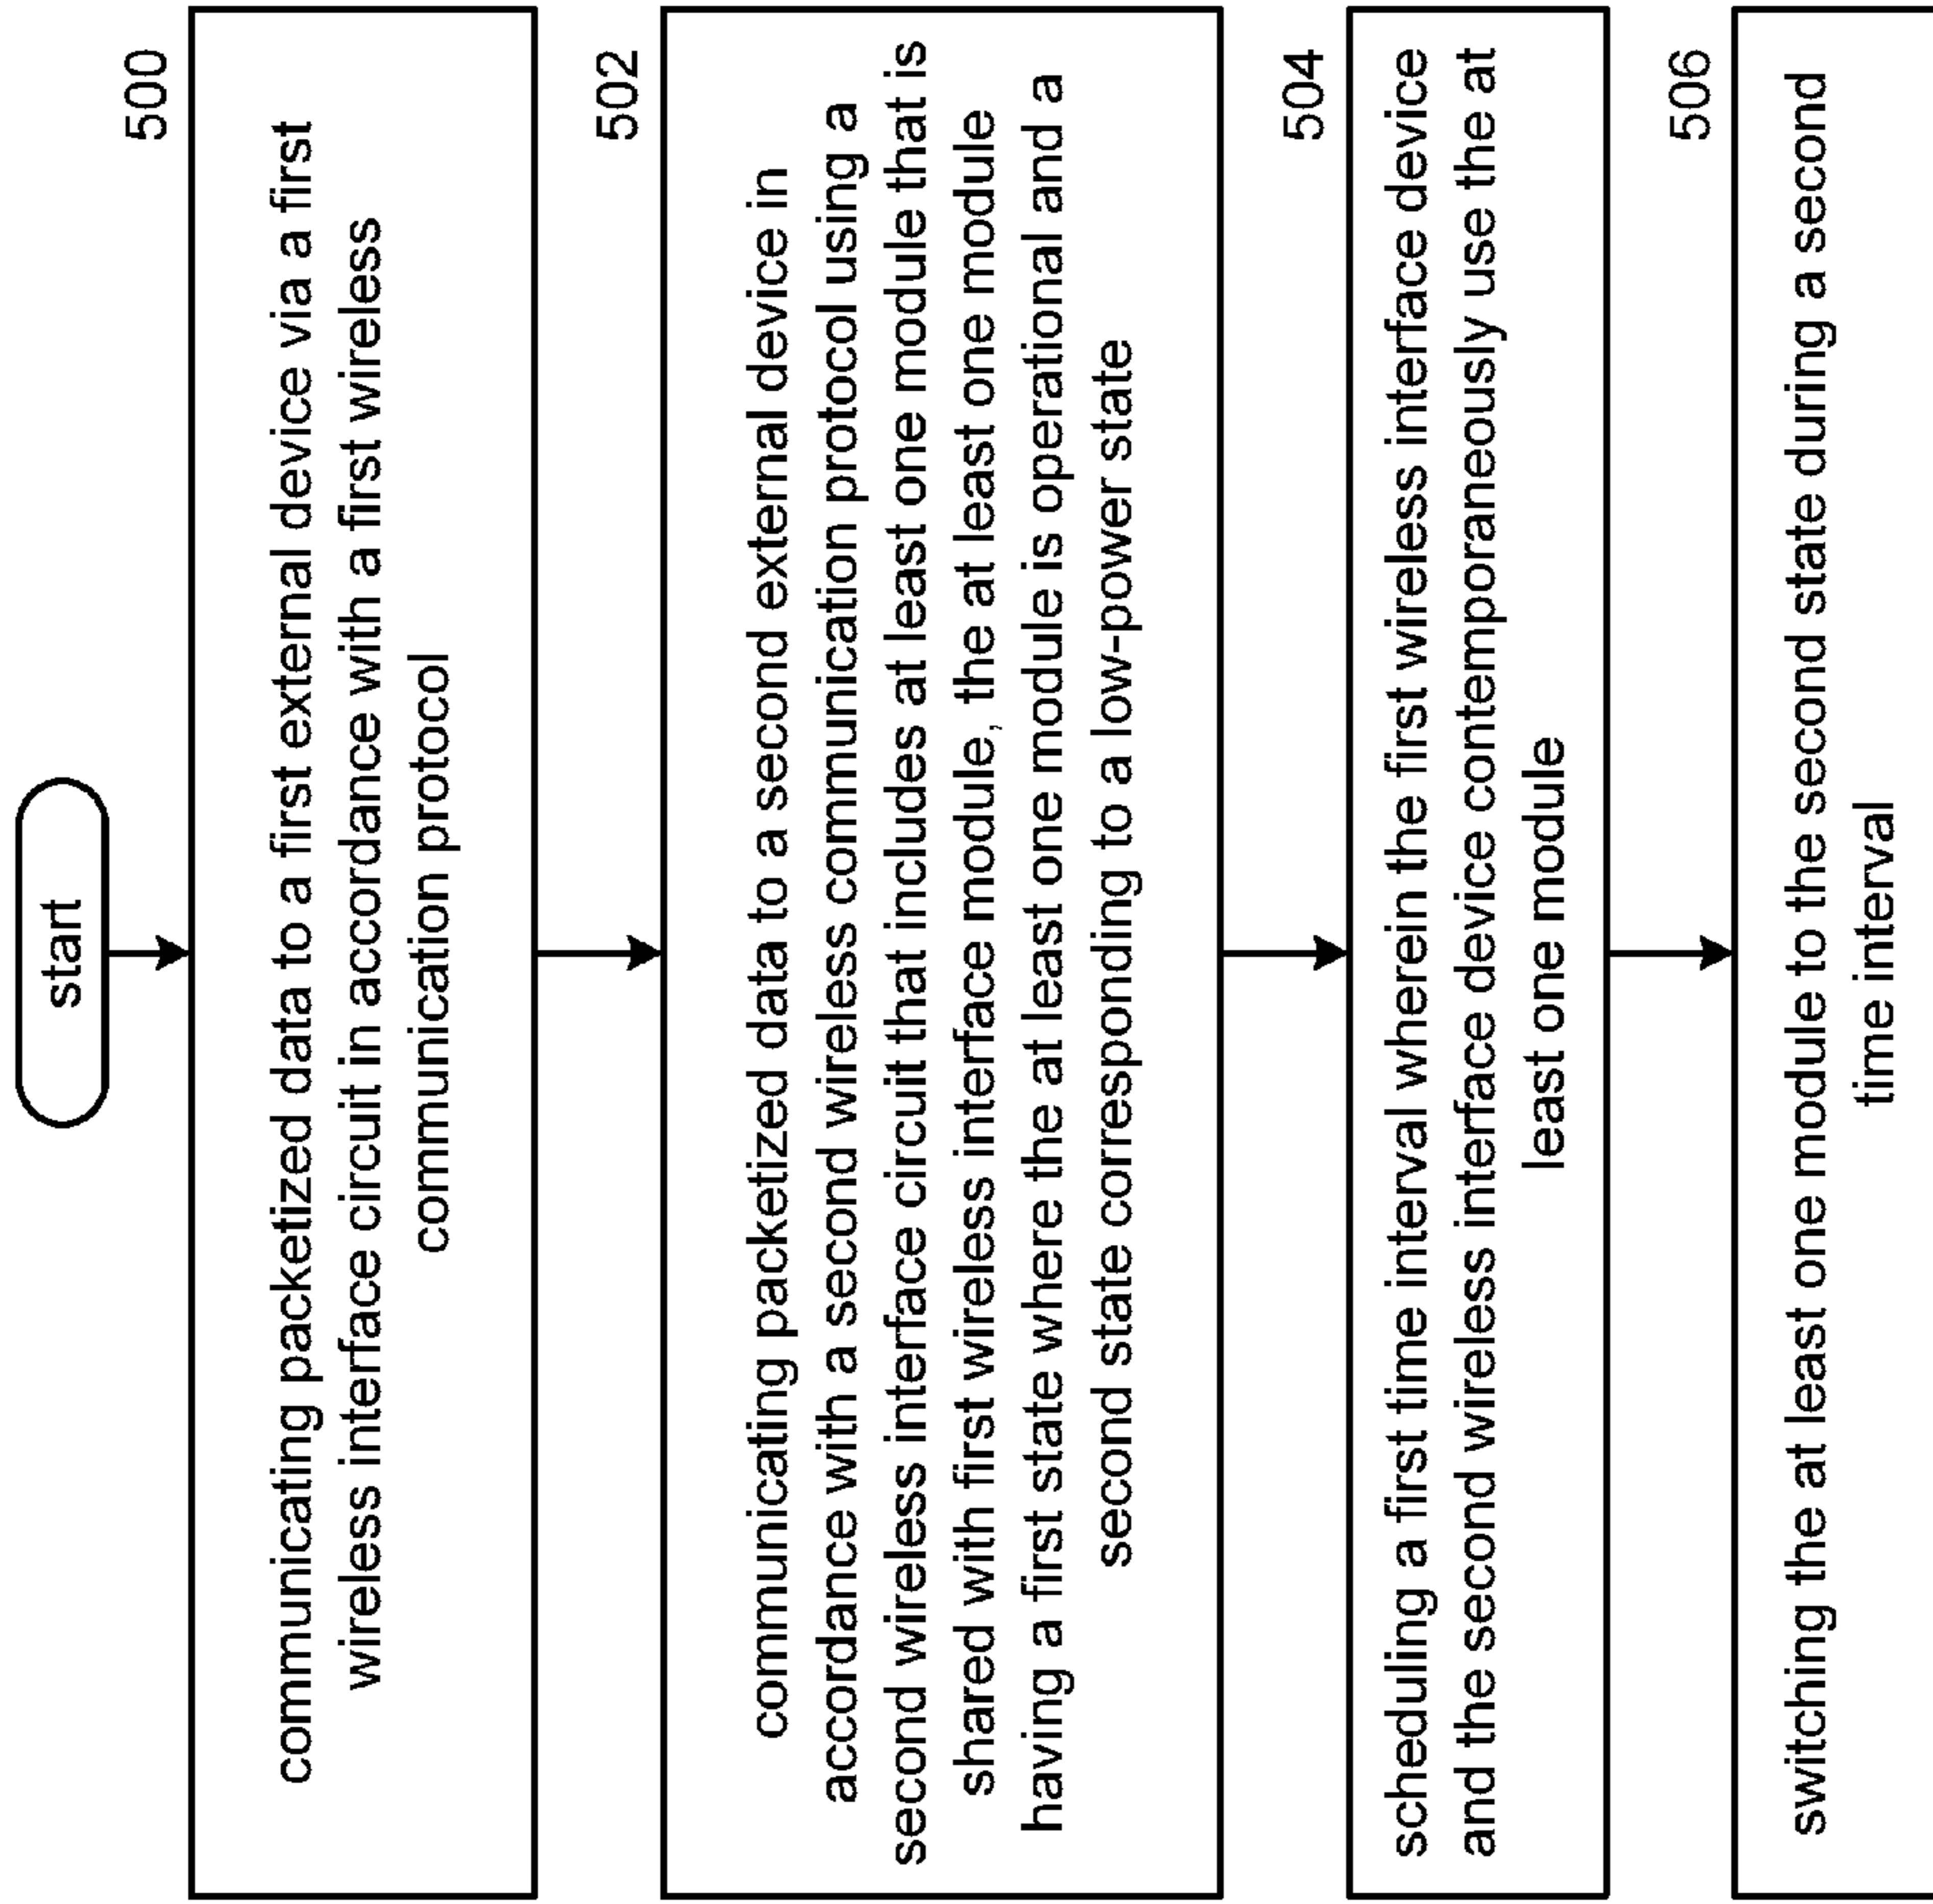 start
500
communicating packetized data to a first external device via a first
wireless interface circuit in accordance with a first wireless
communication protocol
502
communicating packetized data to a second external device in
accordance with a second wireless communication protocol using a
second wireless interface circuit that includes at least one module that is
shared with first wireless interface module, the at least one module
having a first state where the at least one module is operational and a
second state corresponding to a low-power state
504
scheduling a first time interval wherein the first wireless interface device
and the second wireless interface device contemporaneously use the at
least one module
506
switching the at least one module to the second state during a second
time interval